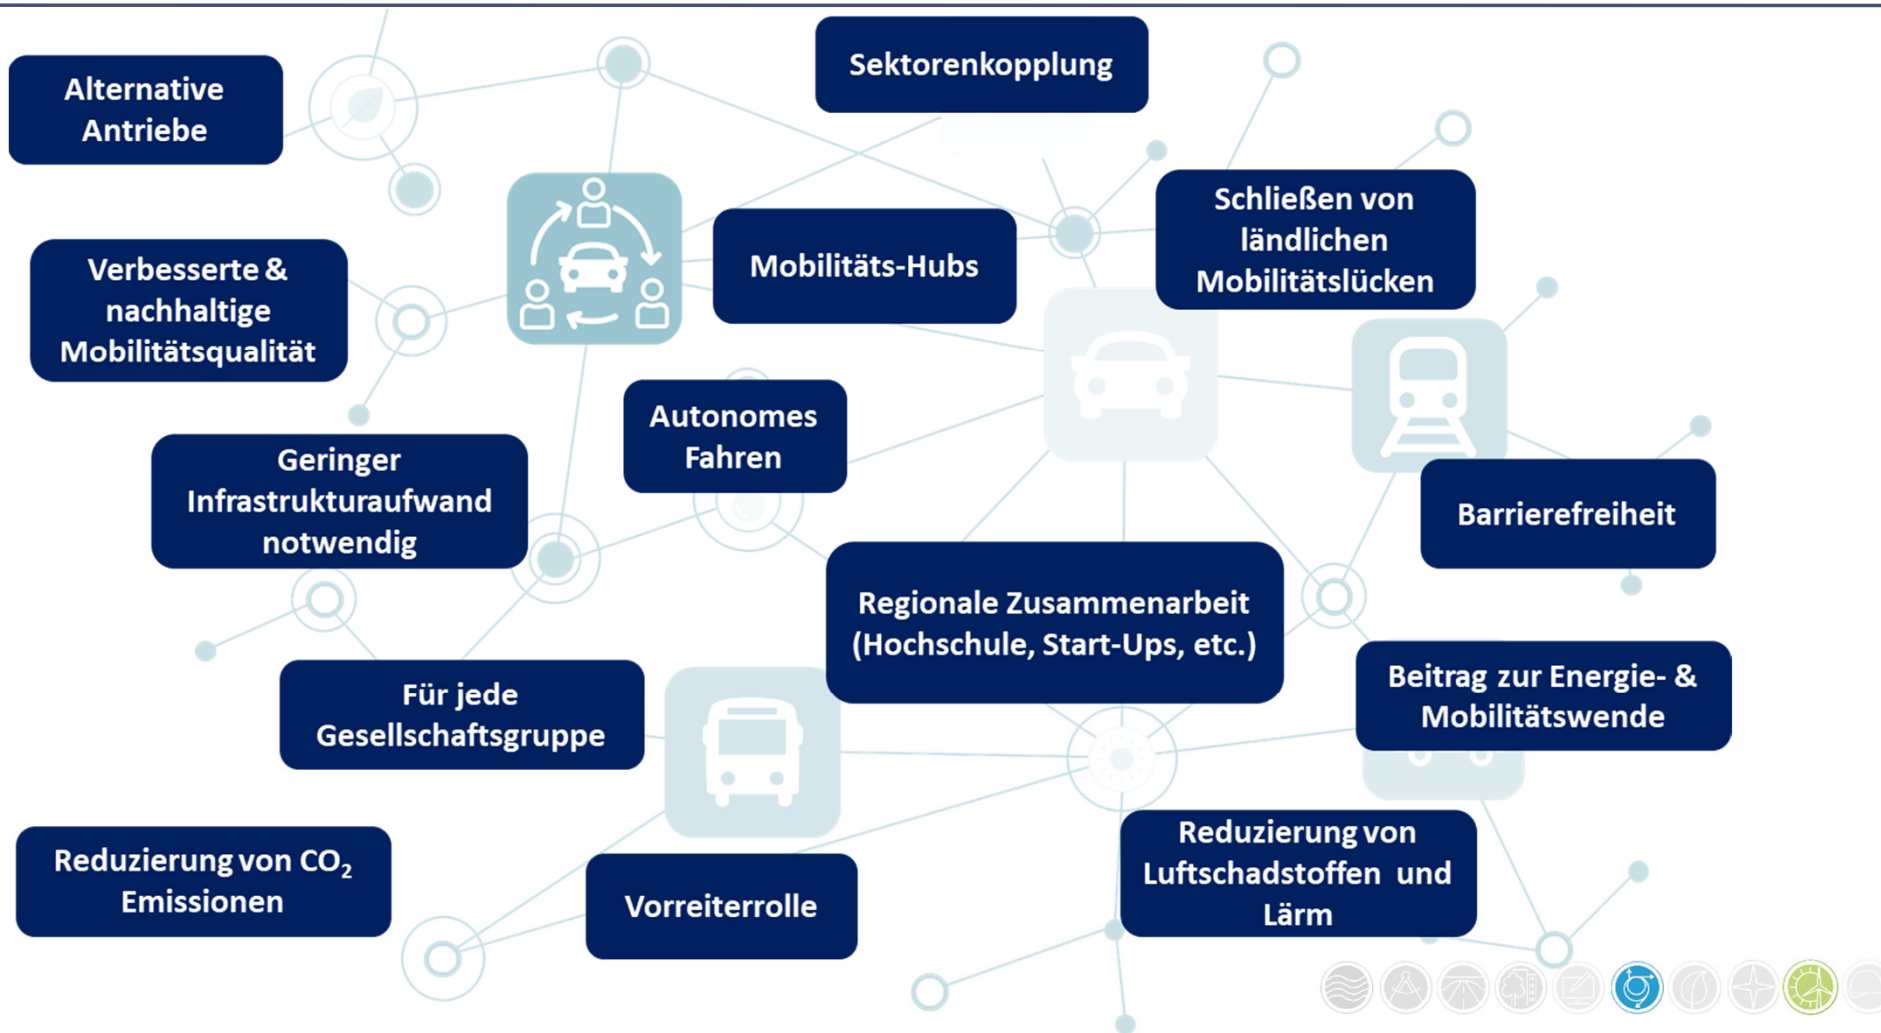 Alternative
Antriebe
Sektorenkopplung
Verbesserte &
nachhaltige
Mobilitätsqualität
Mobilitäts-Hubs
Schließen von
ländlichen
Mobilitätslücken
Geringer
Infrastrukturaufwand
notwendig
Autonomes
Fahren
Barrierefreiheit
Regionale Zusammenarbeit
(Hochschule, Start-Ups, etc.)
Für jede
Gesellschaftsgruppe
Beitrag zur Energie- &
Mobilitätswende
Reduzierung von CO₂
Emissionen
Vorreiterrolle
Reduzierung von
Luftschadstoffen und
Lärm